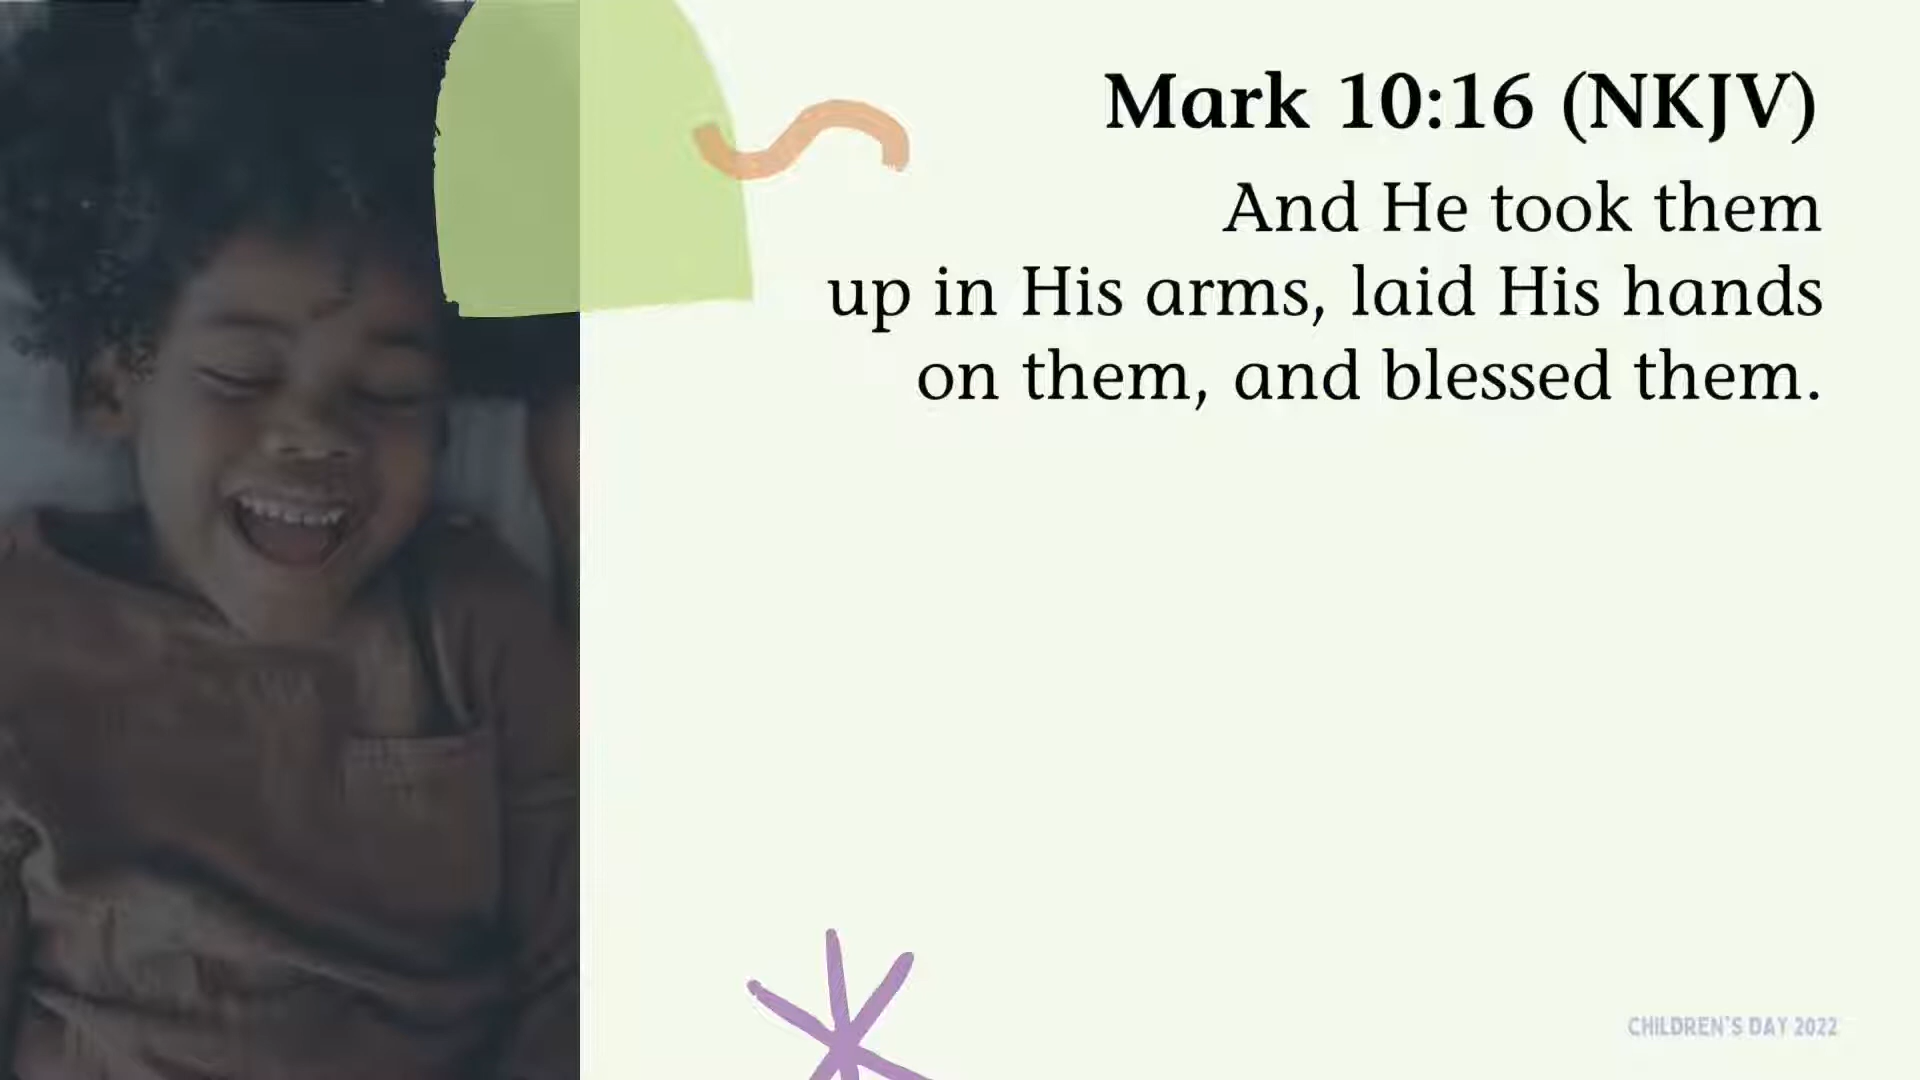 Mark 10:16 (NKJV)
And He took them
up in His arms, laid His hands
on them, and blessed them.
CHILDREN'S DAY 2022